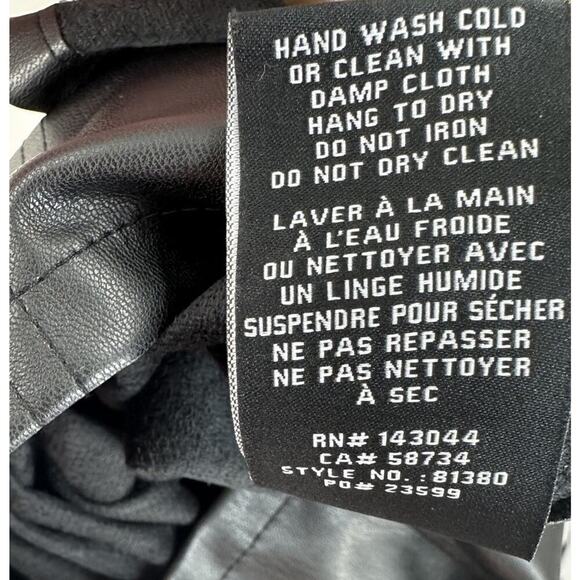 HAND WASH COLD
OR CLEAN WITH
DAMP CLOTH
HANG TO DRY
DO NOT IRON
DO NOT DRY CLEAN
LAVER À LA MAIN
À L'EAU FROIDE
OU NETTOYER AVEC
UN LINGE HUMIDE
SUSPENDRE POUR SÉCHER
NE PAS REPASSER
NE PAS NETTOYER
À SEC
RN# 143044
CA# 58734
STYLE NO. :81380
PO# 23599